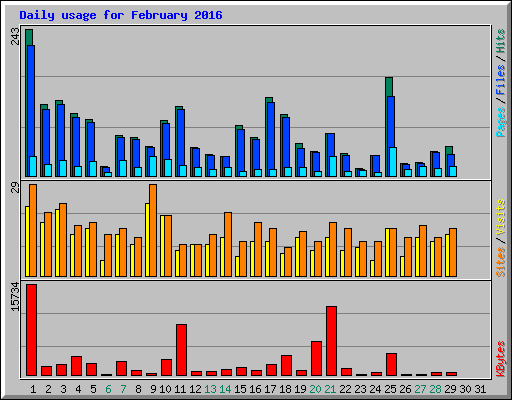 Daily usage for February 2016
243
Pages / Files / Hits
29
Sites / Visits
15734
KBytes
1 2 3 4 5 6 7 8 9 10 11 12 13 14 15 16 17 18 19 20 21 22 23 24 25 26 27 28 29 30 31